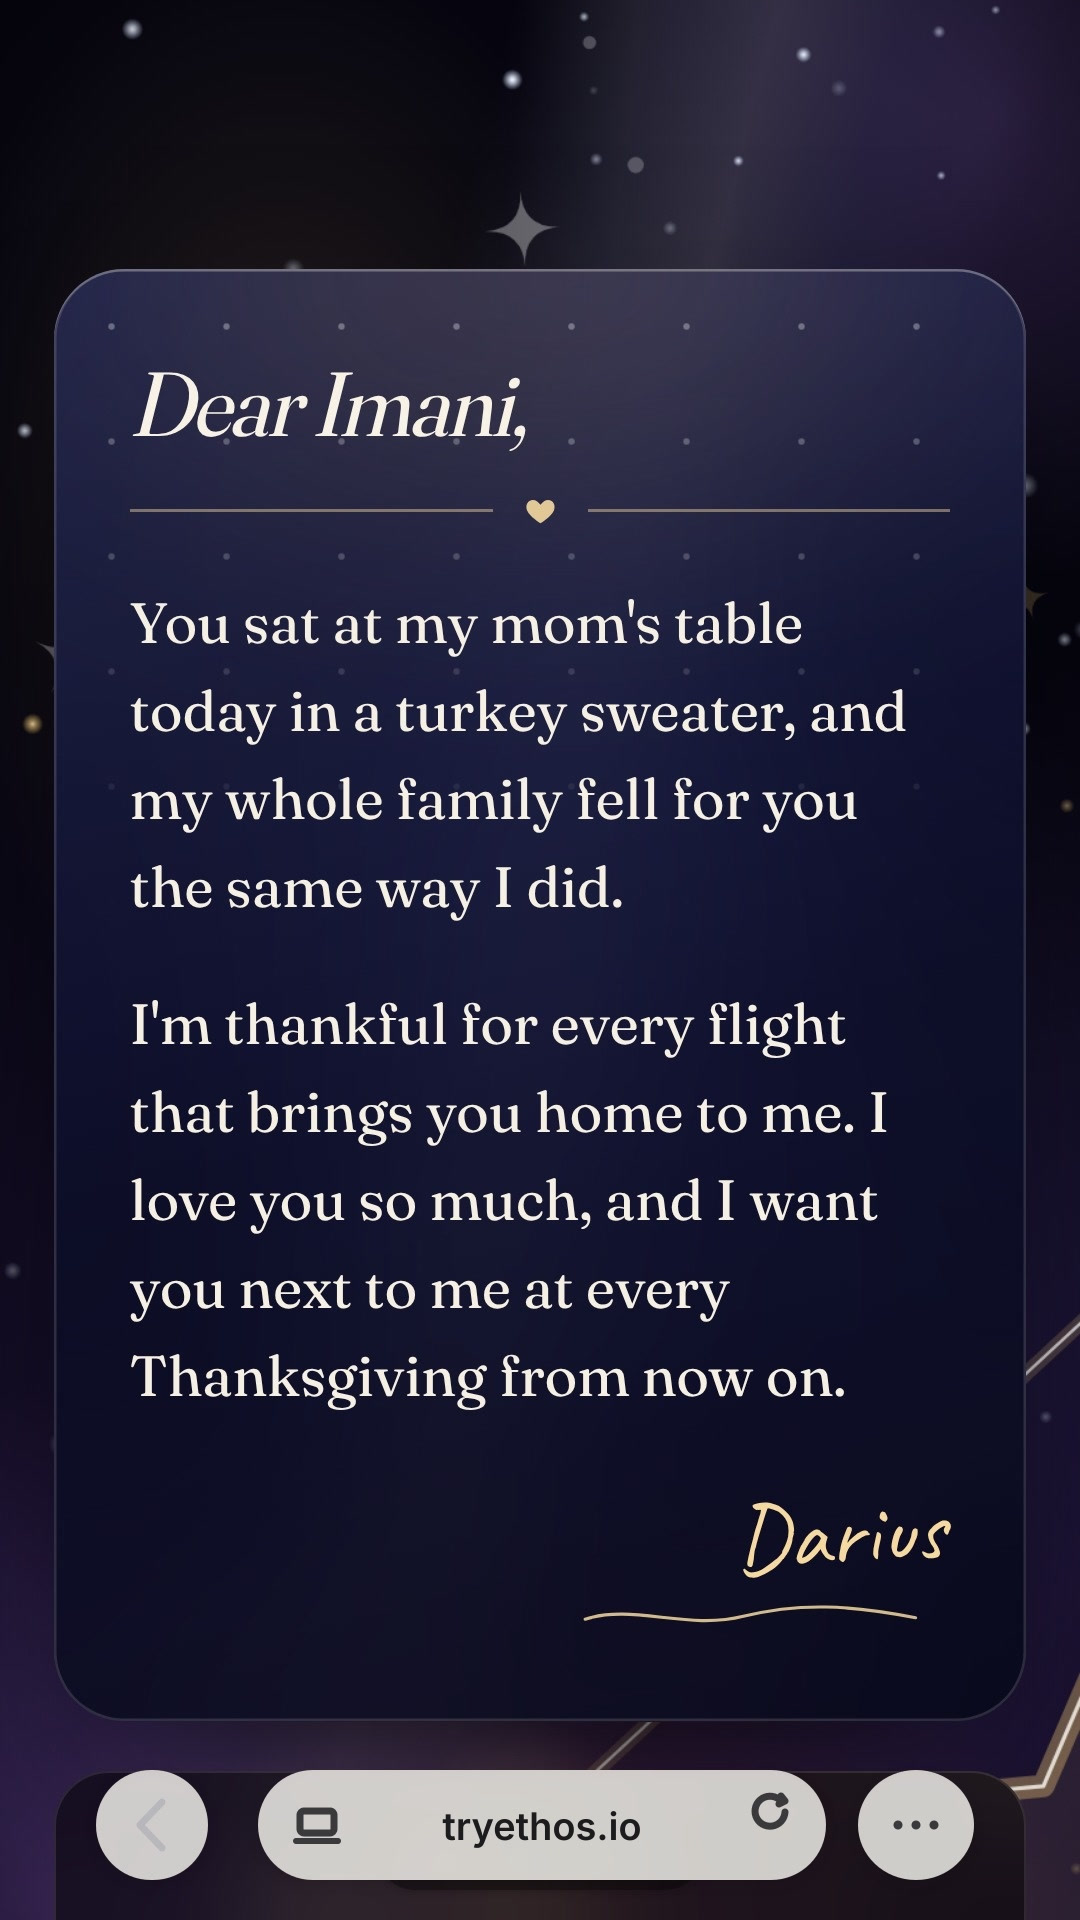 Dear Imani,
You sat at my mom's table
today in a turkey sweater, and
my whole family fell for you
the same way I did.
I'm thankful for every flight
that brings you home to me. I
love you so much, and I want
you next to me at every
Thanksgiving from now on.
Darius
tryethos.io